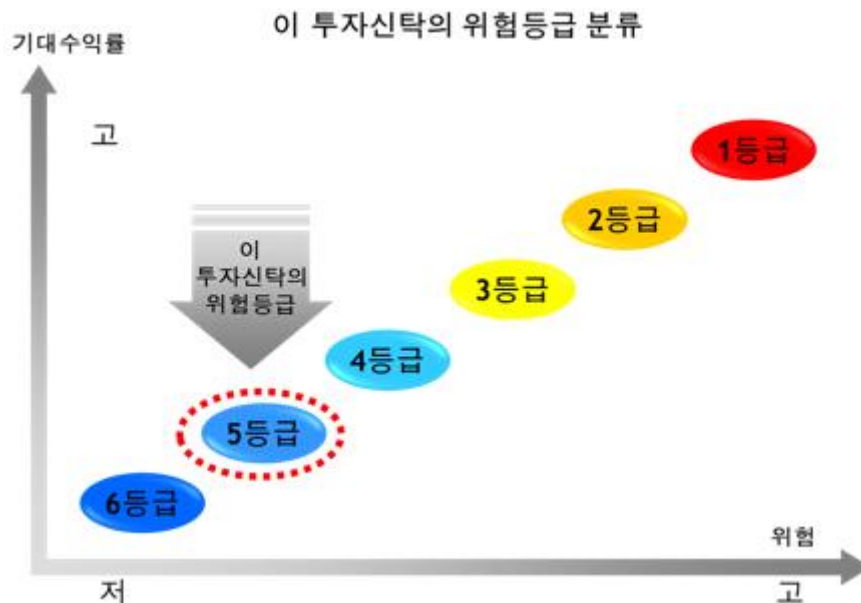 이 투자신탁의 위험등급 분류
기대수익률
고
1등급
2등급
이
투자신탁의
위험등급
3등급
4등급
5등급
6등급
위험
저
고